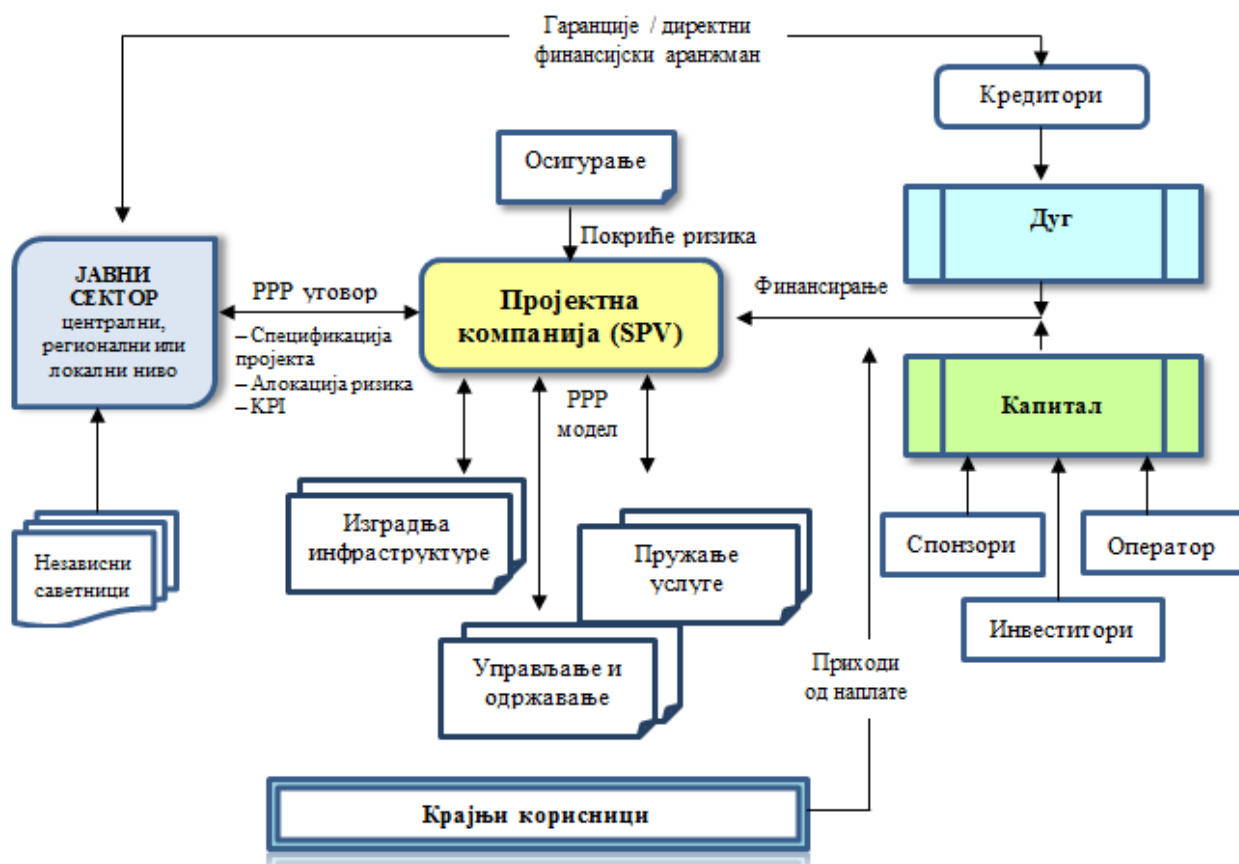 Гаранције / директни
финансијски аранжман
Кредитори
Осигурање
Дуг
Покриће ризика
ЈАВНИ
СЕКТОР
централни,
регионални или
локални ниво
PPP уговор
– Спецификација
пројекта
– Алокација ризика
– KPI
Пројектна
компанија (SPV)
Финансирање
Капитал
PPP
модел
Изградња
инфраструктуре
Пружање
услуге
Спонзори
Оператор
Независни
саветници
Инвеститори
Управљање и
одржавање
Приходи
од наплате
Крајњи корисници